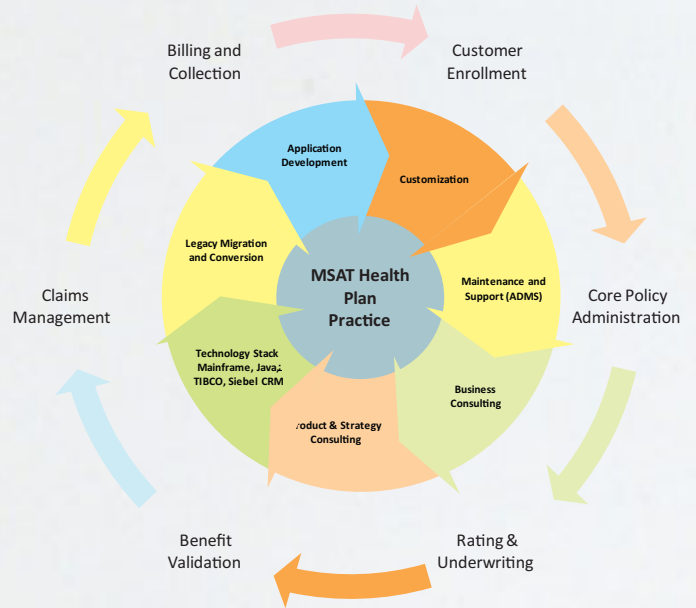 Billing and
Collection
Customer
Enrollment
Application
Development
Customization
Legacy Migration
and Conversion
MSAT Health
Plan
Practice
Maintenance and
Support (ADMS)
Claims
Management
Core Policy
Administration
Technology Stack
Mainframe, Java,:
TIBCO, Siebel CRM
Business
Consulting
roduct & Strategy
Consulting
Benefit
Validation
Rating &
Underwriting